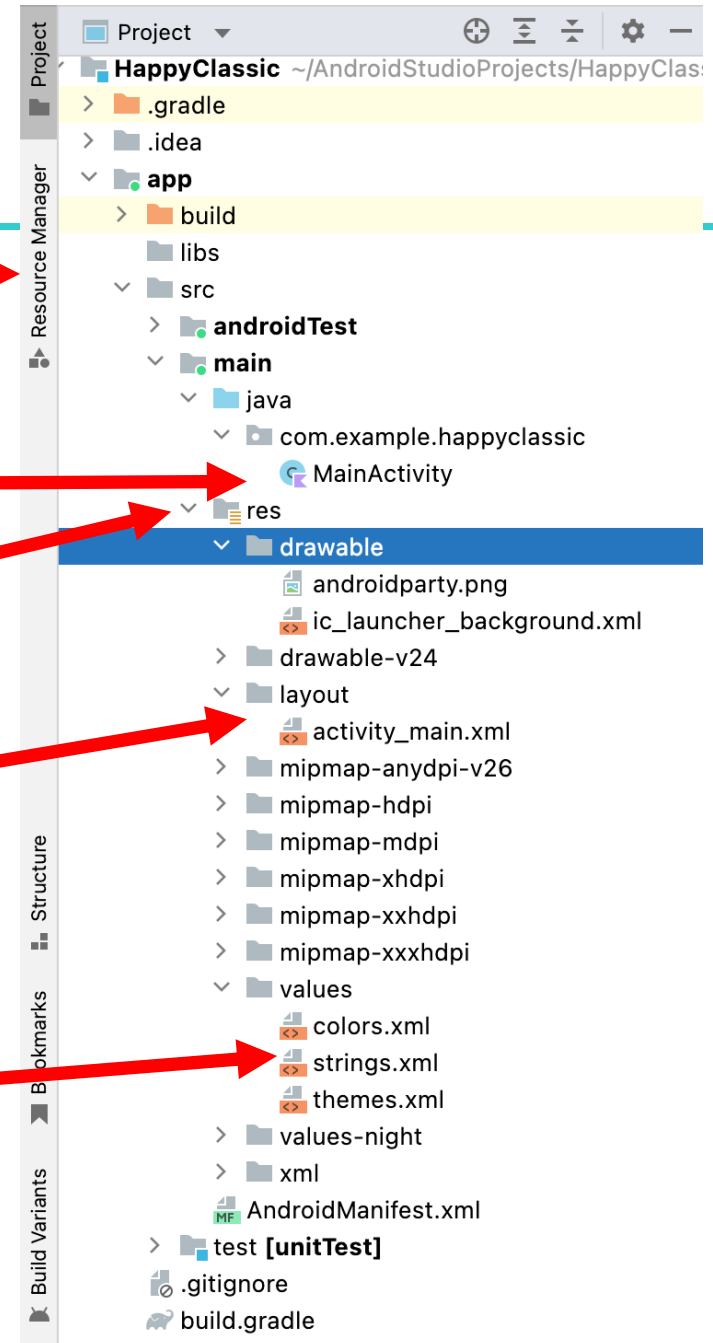 Project
HappyClassic ~/AndroidStudioProjects/HappyClas
.gradle
.idea
app
build
libs
src
androidTest
main
java
com.example.happyclassic
MainActivity
res
drawable
androidparty.png
ic_launcher_background.xml
drawable-v24
layout
activity_main.xml
mipmap-anydpi-v26
mipmap-hdpi
mipmap-mdpi
mipmap-xhdpi
mipmap-xxhdpi
mipmap-xxxhdpi
values
colors.xml
strings.xml
themes.xml
values-night
xml
MF AndroidManifest.xml
test [unitTest]
.gitignore
build.gradle
Project
Resource Manager
Structure
Bookmarks
Build Variants